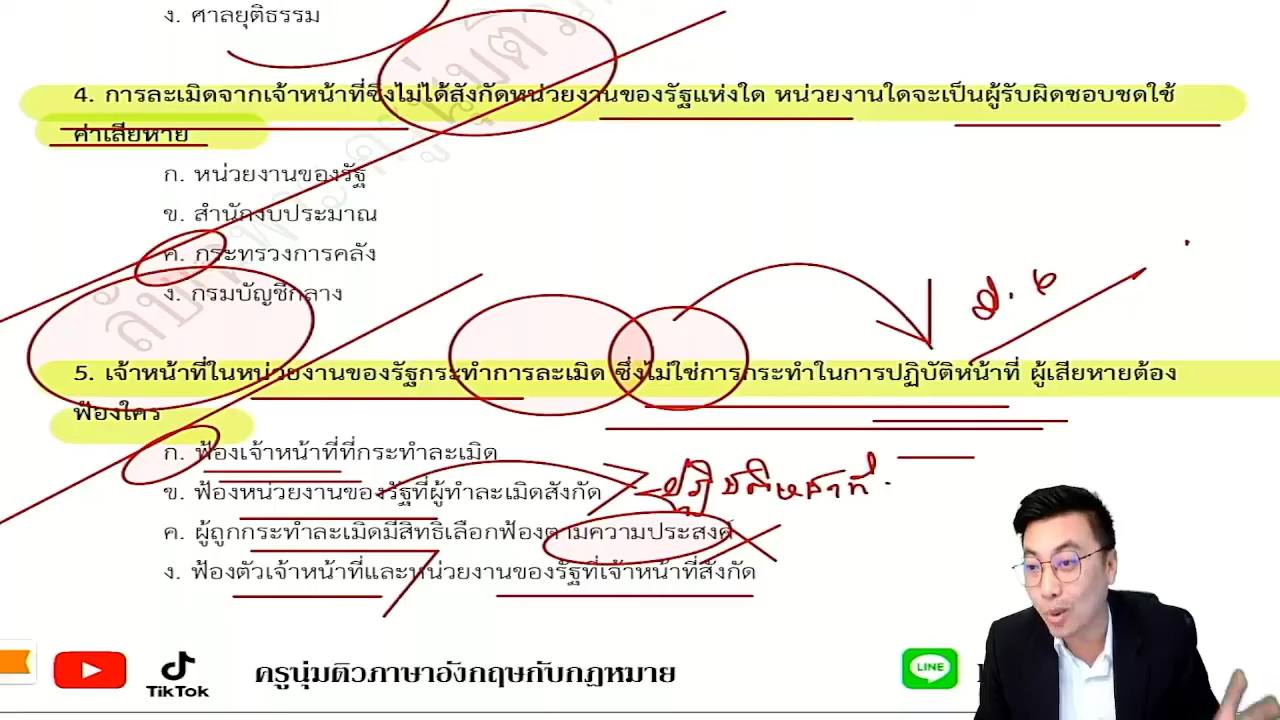 ง. ศาลยุติธรรม
4. การละเมิดจากเจ้าหน้าที่ซึ่งไม่ได้สังกัดหน่วยงานของรัฐแห่งใด หน่วยงานใดจะเป็นผู้รับผิดชอบชดใช้
ค่าเสียหาย
ก. หน่วยงานของรัฐ
ข. สำนักงบประมาณ
ค. กระทรวงการคลัง
ง. กรมบัญชีกลาง
5. เจ้าหน้าที่ในหน่วยงานของรัฐกระทำการละเมิด ซึ่งไม่ใช่การกระทำในการปฏิบัติหน้าที่ ผู้เสียหายต้อง
ฟ้องใคร
ก. ฟ้องเจ้าหน้าที่ที่กระทำละเมิด
ข. ฟ้องหน่วยงานของรัฐที่ผู้ทำละเมิดสังกัด
ปฏิบัติหน้าที่
ค. ผู้ถูกกระทำละเมิดมีสิทธิเลือกฟ้องตามความประสงค์
ง. ฟ้องตัวเจ้าหน้าที่และหน่วยงานของรัฐที่เจ้าหน้าที่สังกัด
TikTok
ครูนุ่มติวภาษาอังกฤษกับกฎหมาย
LINE